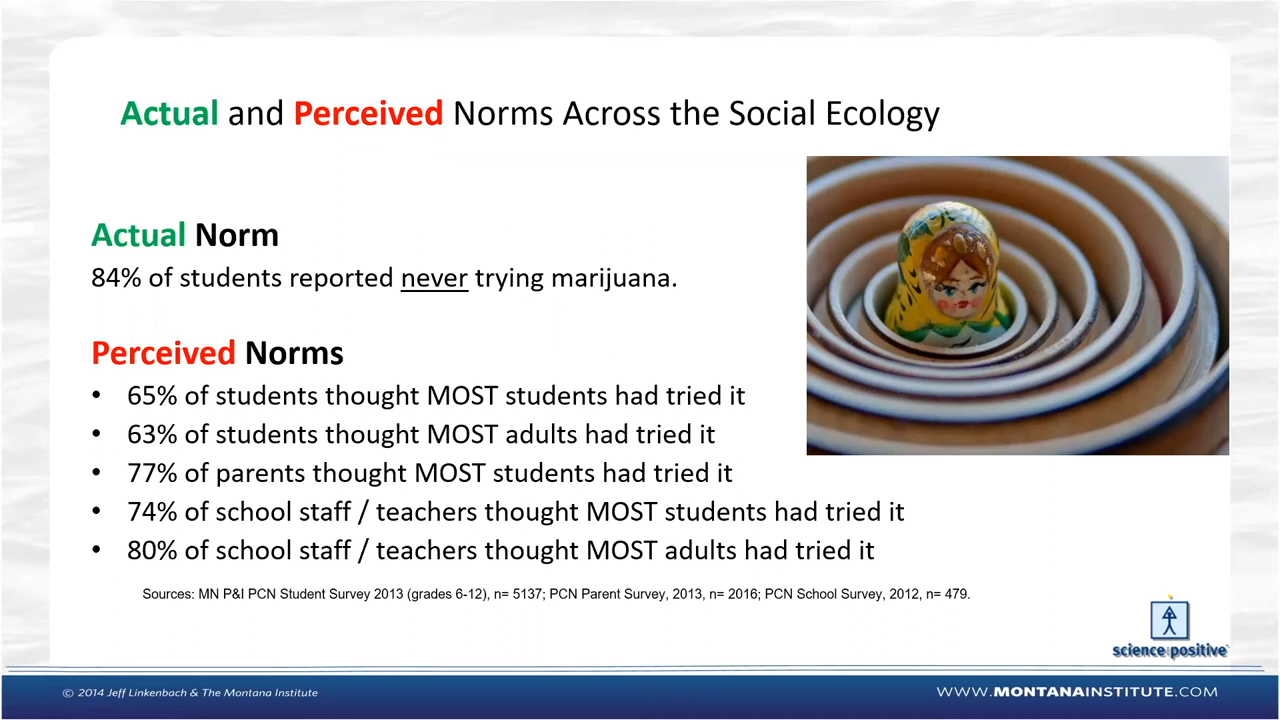 Actual and Perceived Norms Across the Social Ecology
Actual Norm
84% of students reported never trying marijuana.
Perceived Norms
• 65% of students thought MOST students had tried it
• 63% of students thought MOST adults had tried it
• 77% of parents thought MOST students had tried it
• 74% of school staff / teachers thought MOST students had tried it
• 80% of school staff / teachers thought MOST adults had tried it
Sources: MN P&I PCN Student Survey 2013 (grades 6-12), n= 5137; PCN Parent Survey, 2013, n= 2016; PCN School Survey, 2012, n= 479.
science positive
© 2014 Jeff Linkenbach & The Montana Institute
WWW.MONTANAINSTITUTE.COM